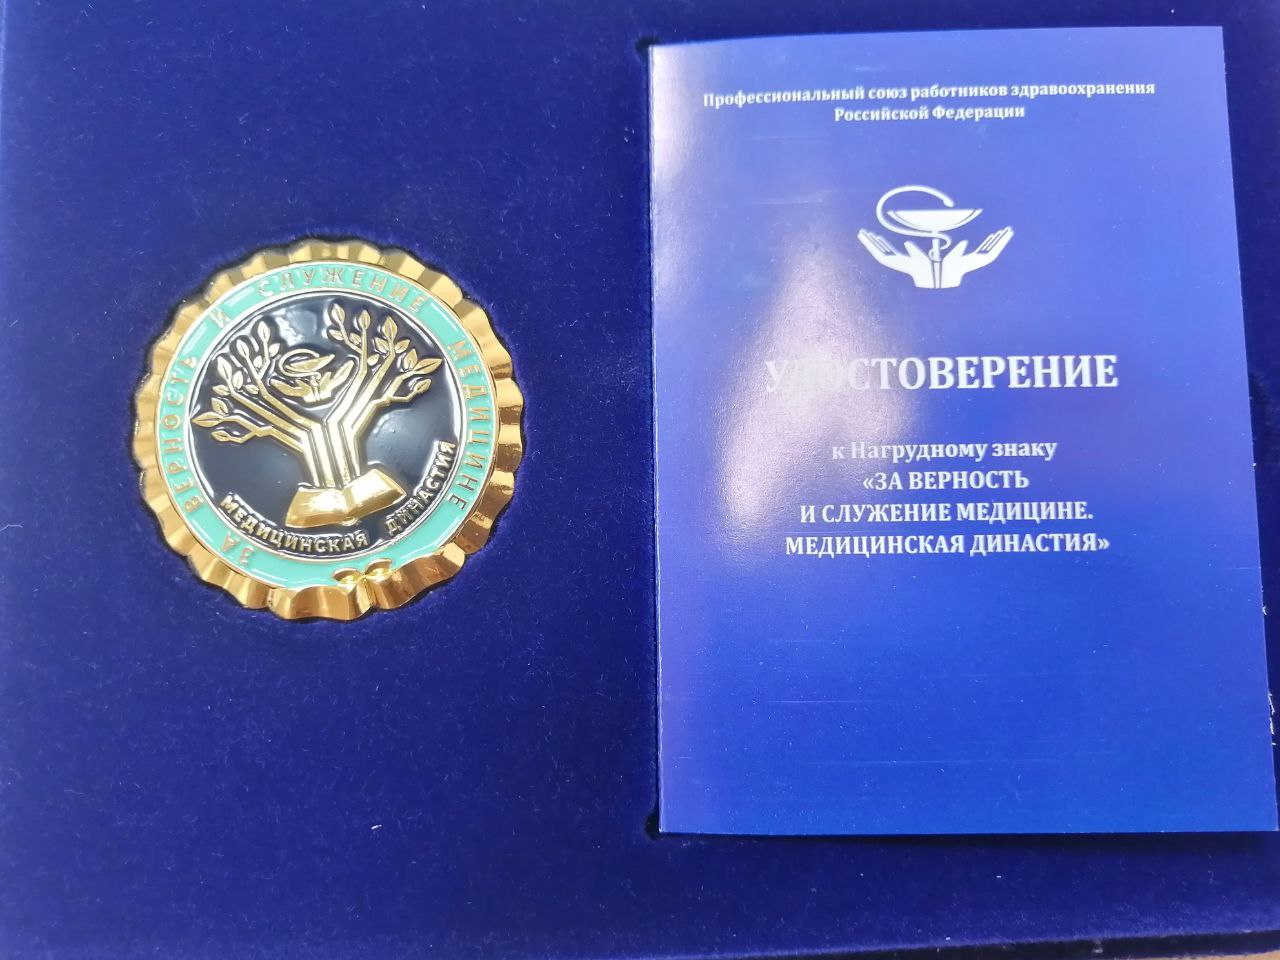 ЗА ВЕРНОСТЬ И СЛУЖЕНИЕ МЕДИЦИНЕ
МЕДИЦИНСКАЯ ДИНАСТИЯ
Профессиональный союз работников здравоохранения
Российской Федерации
УДОСТОВЕРЕНИЕ
к Нагрудному знаку
«ЗА ВЕРНОСТЬ
И СЛУЖЕНИЕ МЕДИЦИНЕ.
МЕДИЦИНСКАЯ ДИНАСТИЯ»